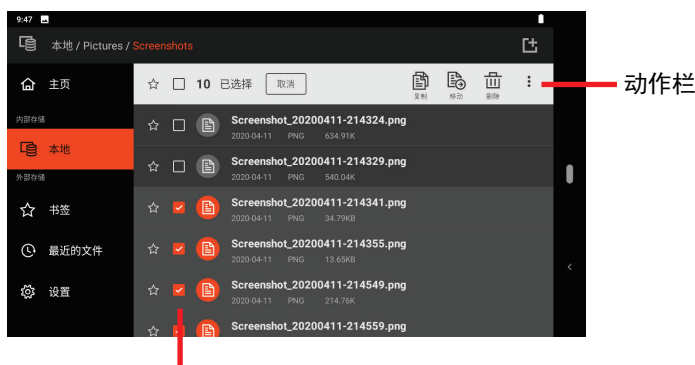 9:47
本地 / Pictures / Screenshots
主页
10 已选择 取消
复制 移动 删除
动作栏
内部存储
本地
外部存储
书签
最近的文件
设置
Screenshot_20200411-214324.png
2020-04-11 PNG 634.91K
Screenshot_20200411-214329.png
2020-04-11 PNG 540.04K
Screenshot_20200411-214341.png
2020-04-11 PNG 34.79KB
Screenshot_20200411-214355.png
2020-04-11 PNG 13.65KB
Screenshot_20200411-214549.png
2020-04-11 PNG 214.76K
Screenshot_20200411-214559.png